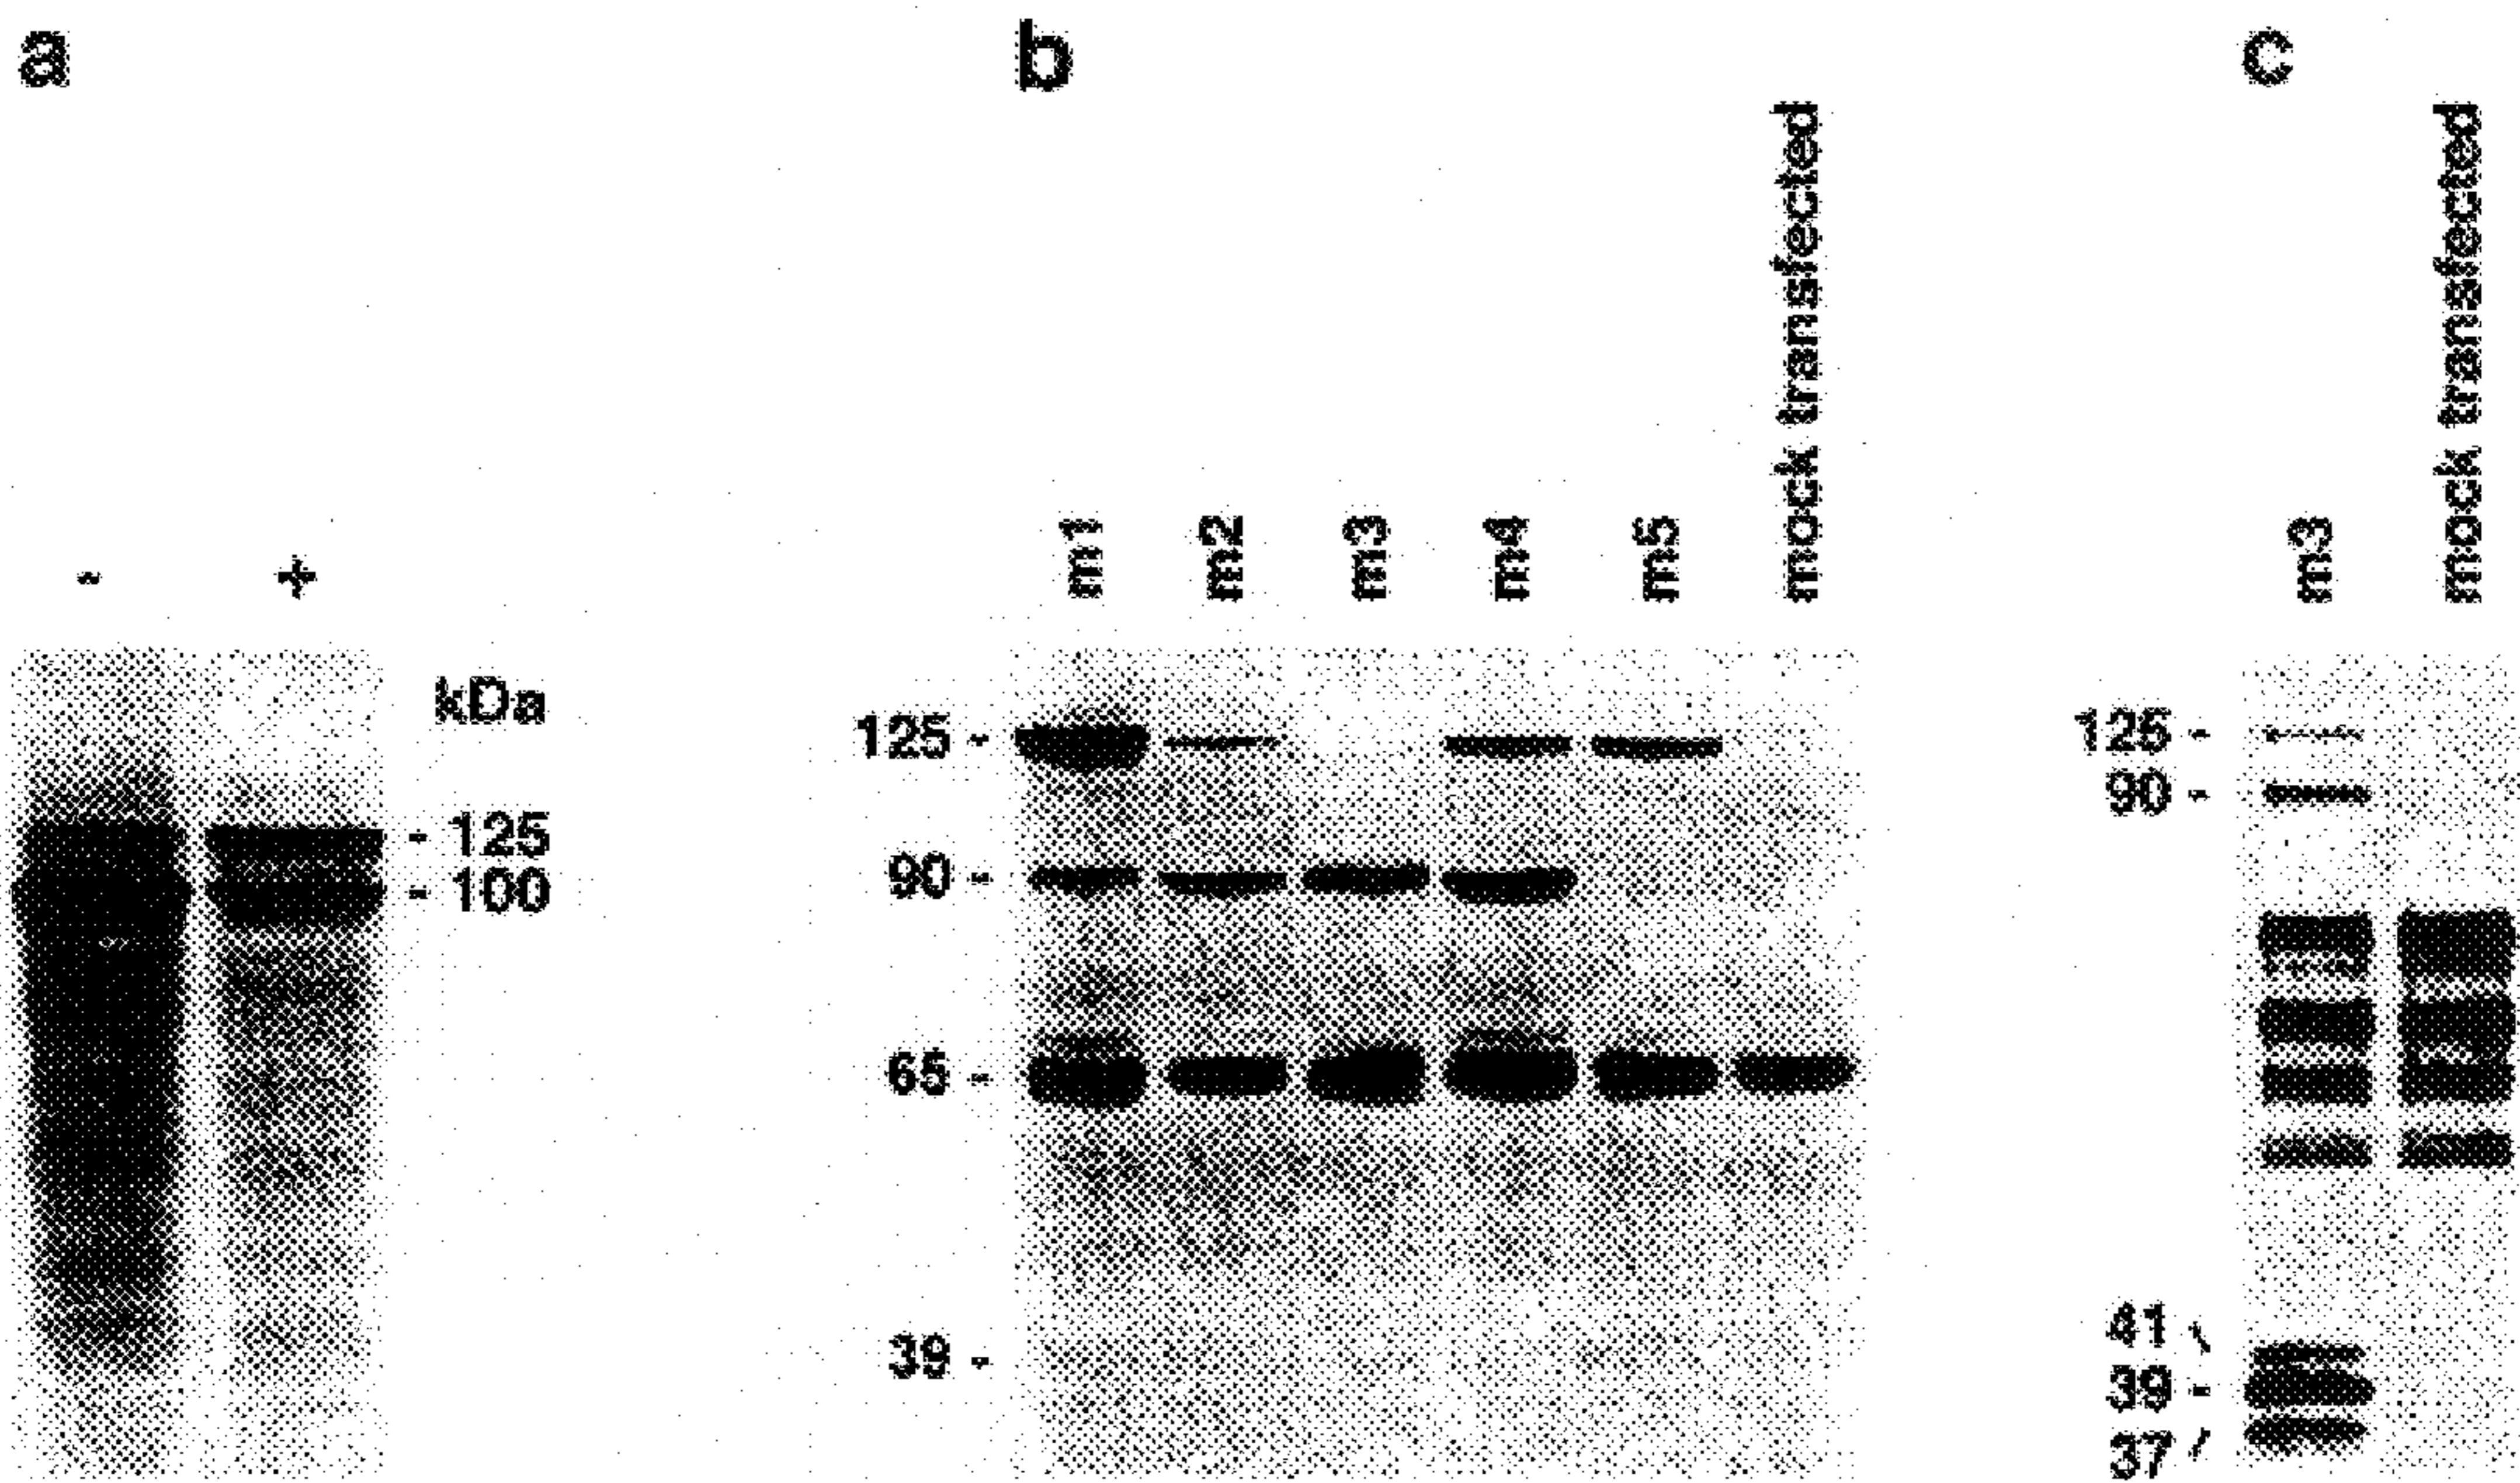 a
- +
kDa
- 125
- 100
b
m1 m2 m3 m4 m5 mock transfected
125 -
90 -
65 -
39 -
c
m3 mock transfected
125 -
90 -
41
39 -
37